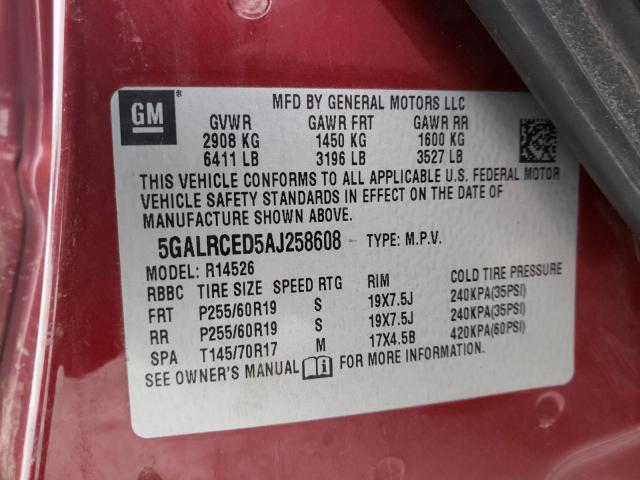 GM
MFD BY GENERAL MOTORS LLC
GVWR GAWR FRT GAWR RR
2908 KG 1450 KG 1600 KG
6411 LB 3196 LB 3527 LB
THIS VEHICLE CONFORMS TO ALL APPLICABLE U.S. FEDERAL MOTOR
VEHICLE SAFETY STANDARDS IN EFFECT ON THE DATE OF
MANUFACTURE SHOWN ABOVE.
5GALRCED5AJ258608 TYPE: M.P.V.
MODEL: R14526
RBBC TIRE SIZE SPEED RTG RIM COLD TIRE PRESSURE
FRT P255/60R19 S 19X7.5J 240KPA(35PSI)
RR P255/60R19 S 19X7.5J 240KPA(35PSI)
SPA T145/70R17 M 17X4.5B 420KPA(60PSI)
SEE OWNER'S MANUAL FOR MORE INFORMATION.